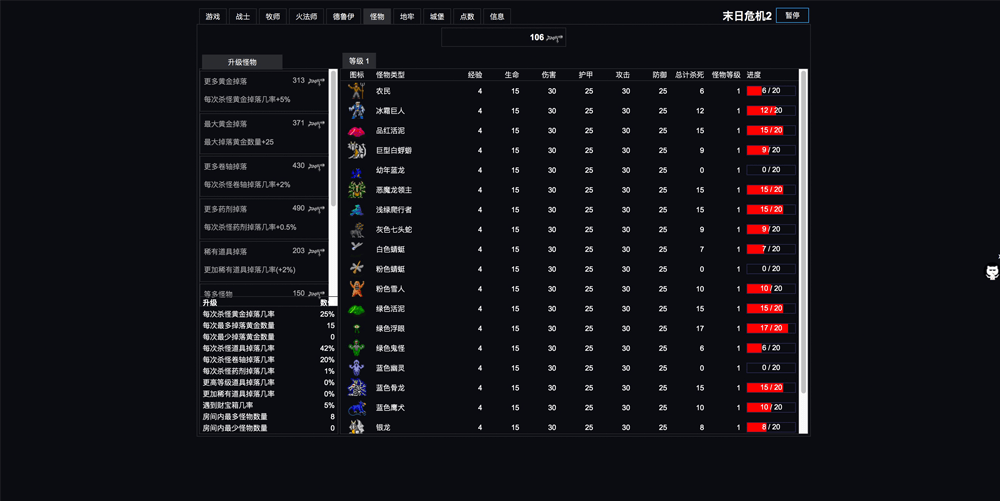 游戏 战士 牧师 火法师 德鲁伊 怪物 地牢 城堡 点数 信息 末日危机2 暂停
106
升级怪物
更多黄金掉落 313
每次杀怪黄金掉落几率+5%
最大黄金掉落 371
最大掉落黄金数量+25
更多卷轴掉落 430
每次杀怪卷轴掉落几率+2%
更多药剂掉落 490
每次杀怪药剂掉落几率+0.5%
稀有道具掉落 203
更加稀有道具掉落几率(+2%)
等多怪物 150
升级
每次杀怪黄金掉落几率 25%
每次最多掉落黄金数量 15
每次最少掉落黄金数量 0
每次杀怪道具掉落几率 42%
每次杀怪卷轴掉落几率 20%
每次杀怪药剂掉落几率 1%
更高等级道具掉落几率 0%
更加稀有道具掉落几率 0%
遇到财宝箱几率 5%
房间内最多怪物数量 8
房间内最少怪物数量 0
等级 1
图标 怪物类型 经验 生命 伤害 护甲 攻击 防御 总计杀死 怪物等级 进度
农民 4 15 30 25 30 25 6 1 6 / 20
冰霜巨人 4 15 30 25 30 25 12 1 12 / 20
品红活泥 4 15 30 25 30 25 15 1 15 / 20
巨型白蜉蝣 4 15 30 25 30 25 9 1 9 / 20
幼年蓝龙 4 15 30 25 30 25 0 1 0 / 20
恶魔龙领主 4 15 30 25 30 25 15 1 15 / 20
浅绿爬行者 4 15 30 25 30 25 15 1 15 / 20
灰色七头蛇 4 15 30 25 30 25 9 1 9 / 20
白色蜻蜓 4 15 30 25 30 25 7 1 7 / 20
粉色蜻蜓 4 15 30 25 30 25 0 1 0 / 20
粉色雪人 4 15 30 25 30 25 10 1 10 / 20
绿色活泥 4 15 30 25 30 25 15 1 15 / 20
绿色浮眼 4 15 30 25 30 25 17 1 17 / 20
绿色鬼怪 4 15 30 25 30 25 6 1 6 / 20
蓝色幽灵 4 15 30 25 30 25 0 1 0 / 20
蓝色骨龙 4 15 30 25 30 25 15 1 15 / 20
蓝色鹰犬 4 15 30 25 30 25 10 1 10 / 20
银龙 4 15 30 25 30 25 8 1 8 / 20